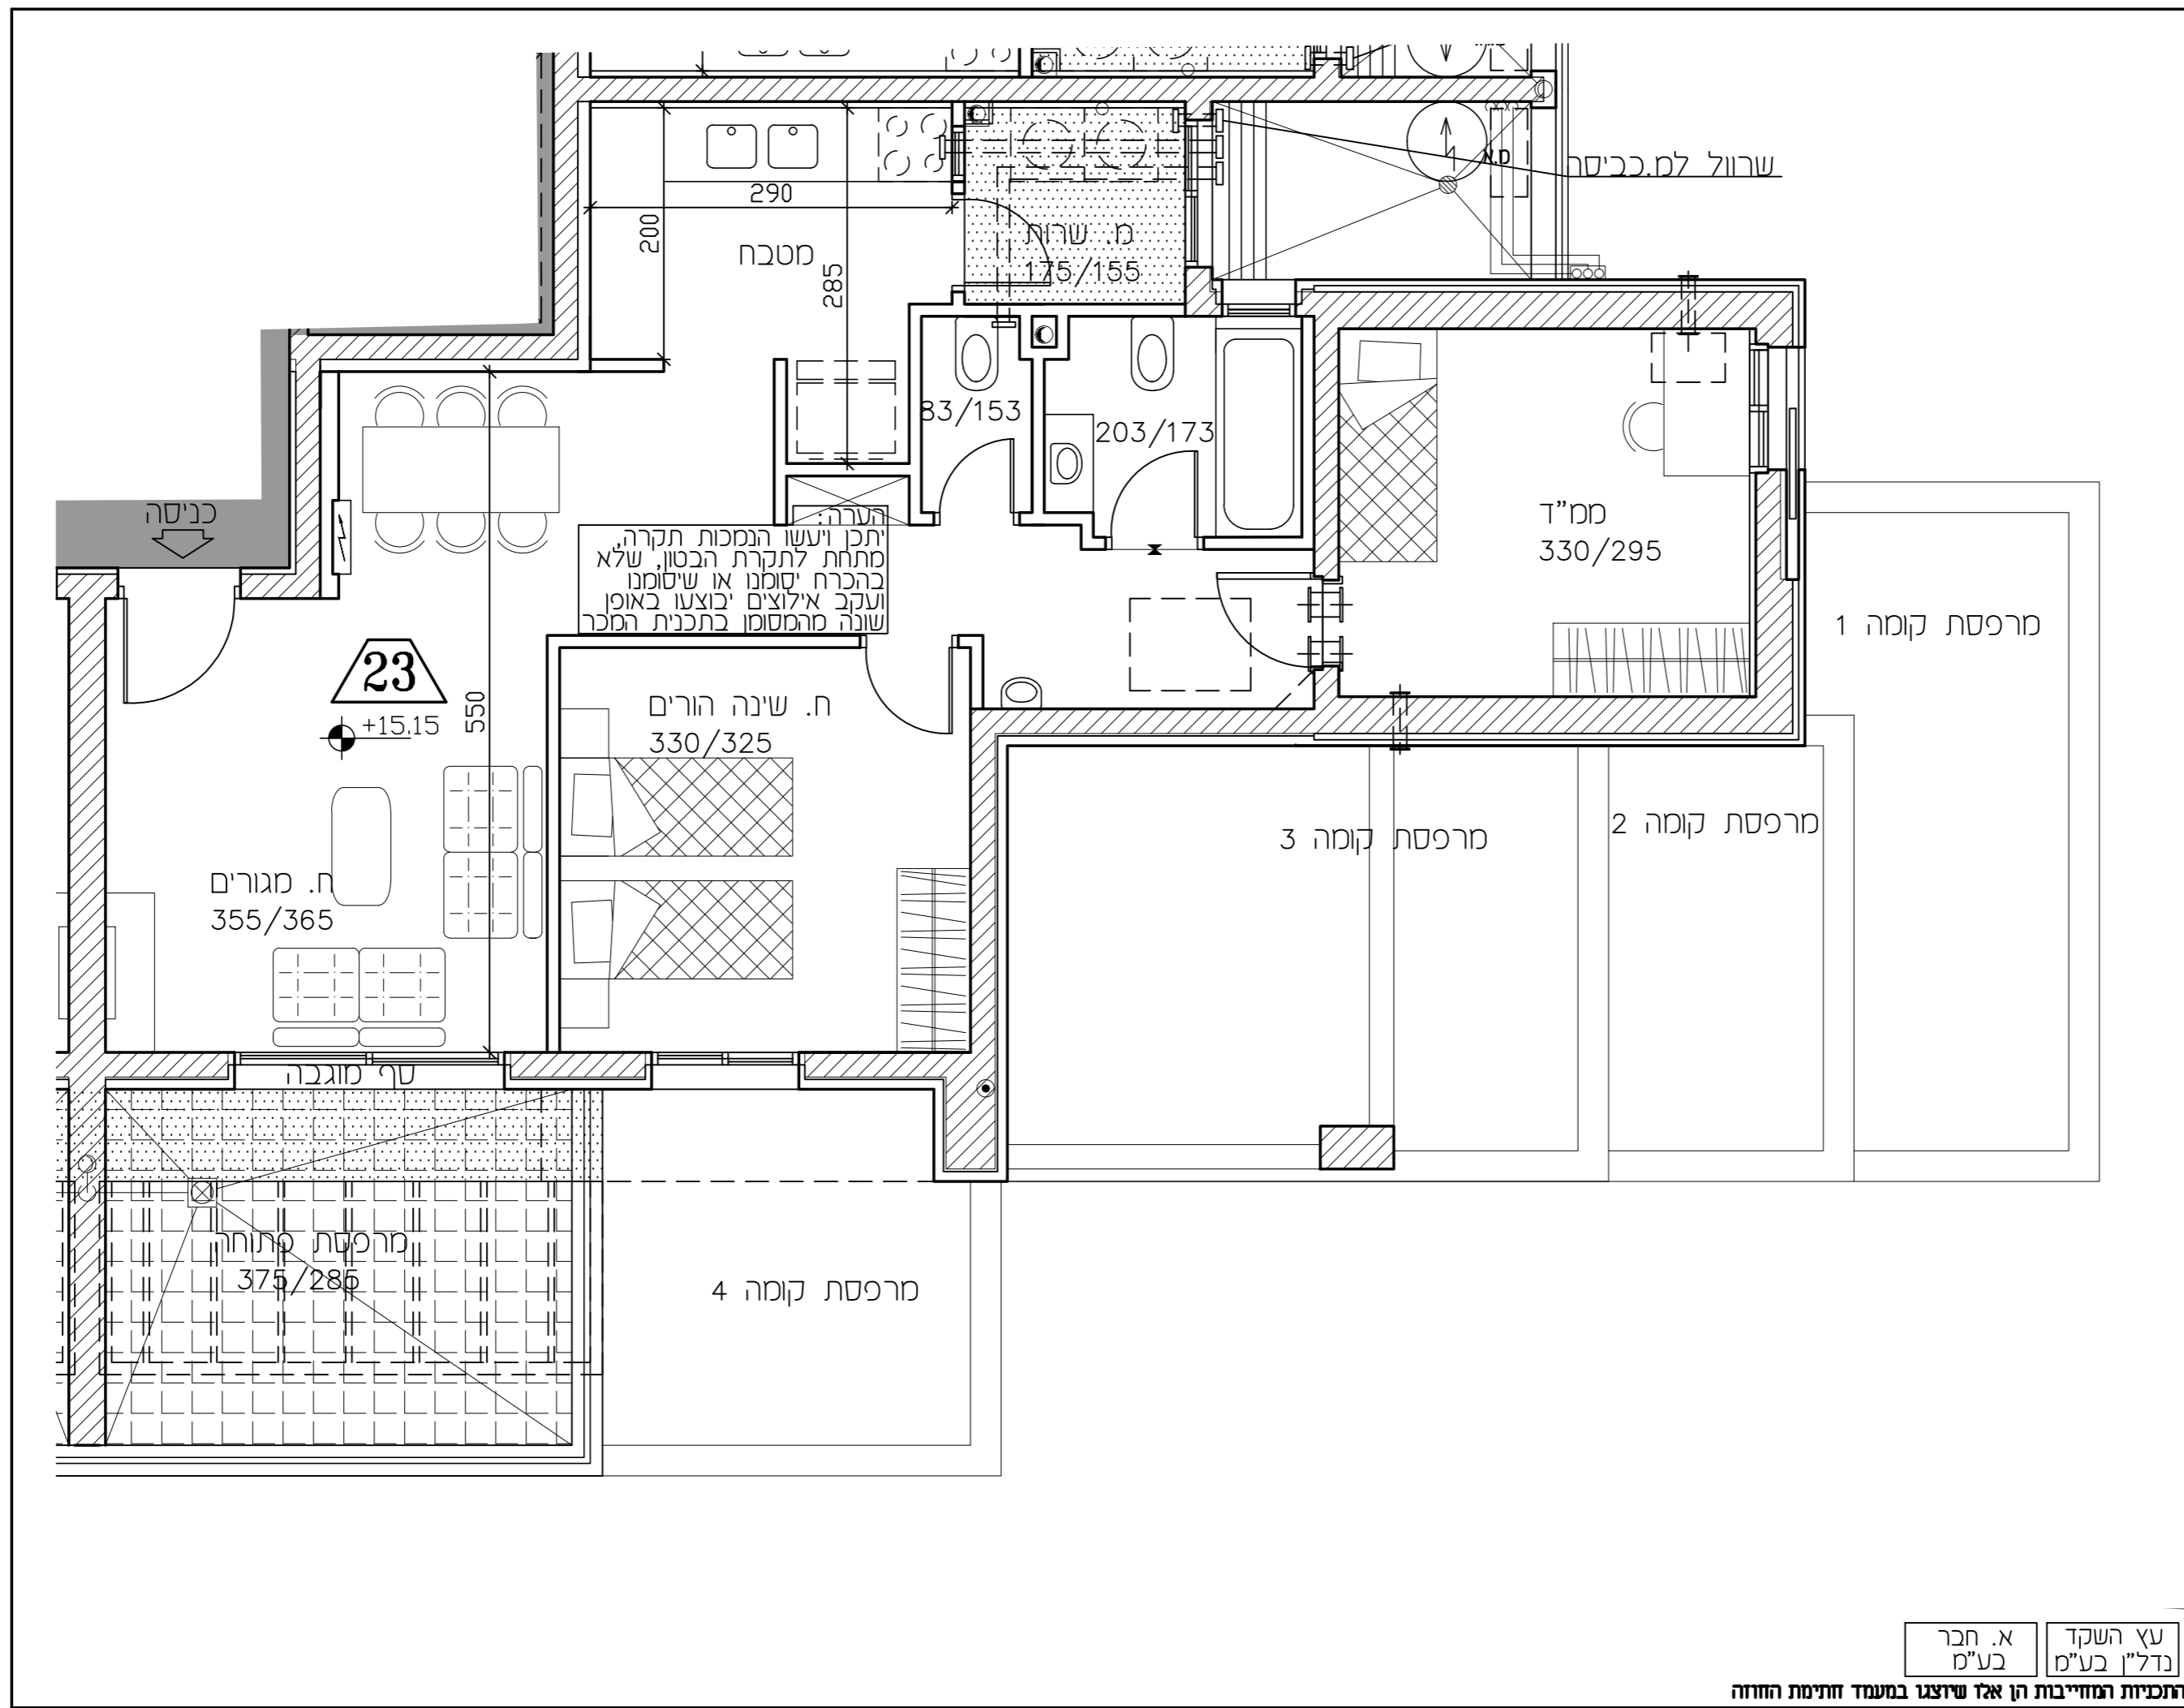 שרוול למ.כביסה
מ.א
290
200
285
מטבח
מ. שרות
175/155
83/153
203/173
ממ"ד
330/295
כניסה
הערה:
יתכן ויעשו הנמכות תקרה,
מתחת לתקרת הבטון, שלא
בהכרח יסומנו או שיסומנו
ועקב אילוצים יבוצעו באופן
שונה מהמסומן בתכנית המכר
מרפסת קומה 1
23
+15.15
550
ח. שינה הורים
330/325
מרפסת קומה 2
מרפסת קומה 3
ח. מגורים
355/365
סף מוגבה
מרפסת פתוחה
375/285
מרפסת קומה 4
עץ השקד
נדל"ן בע"מ
א. חבר
בע"מ
התכניות המחייבות הן אלו שיוצגו במעמד חתימת החוזה